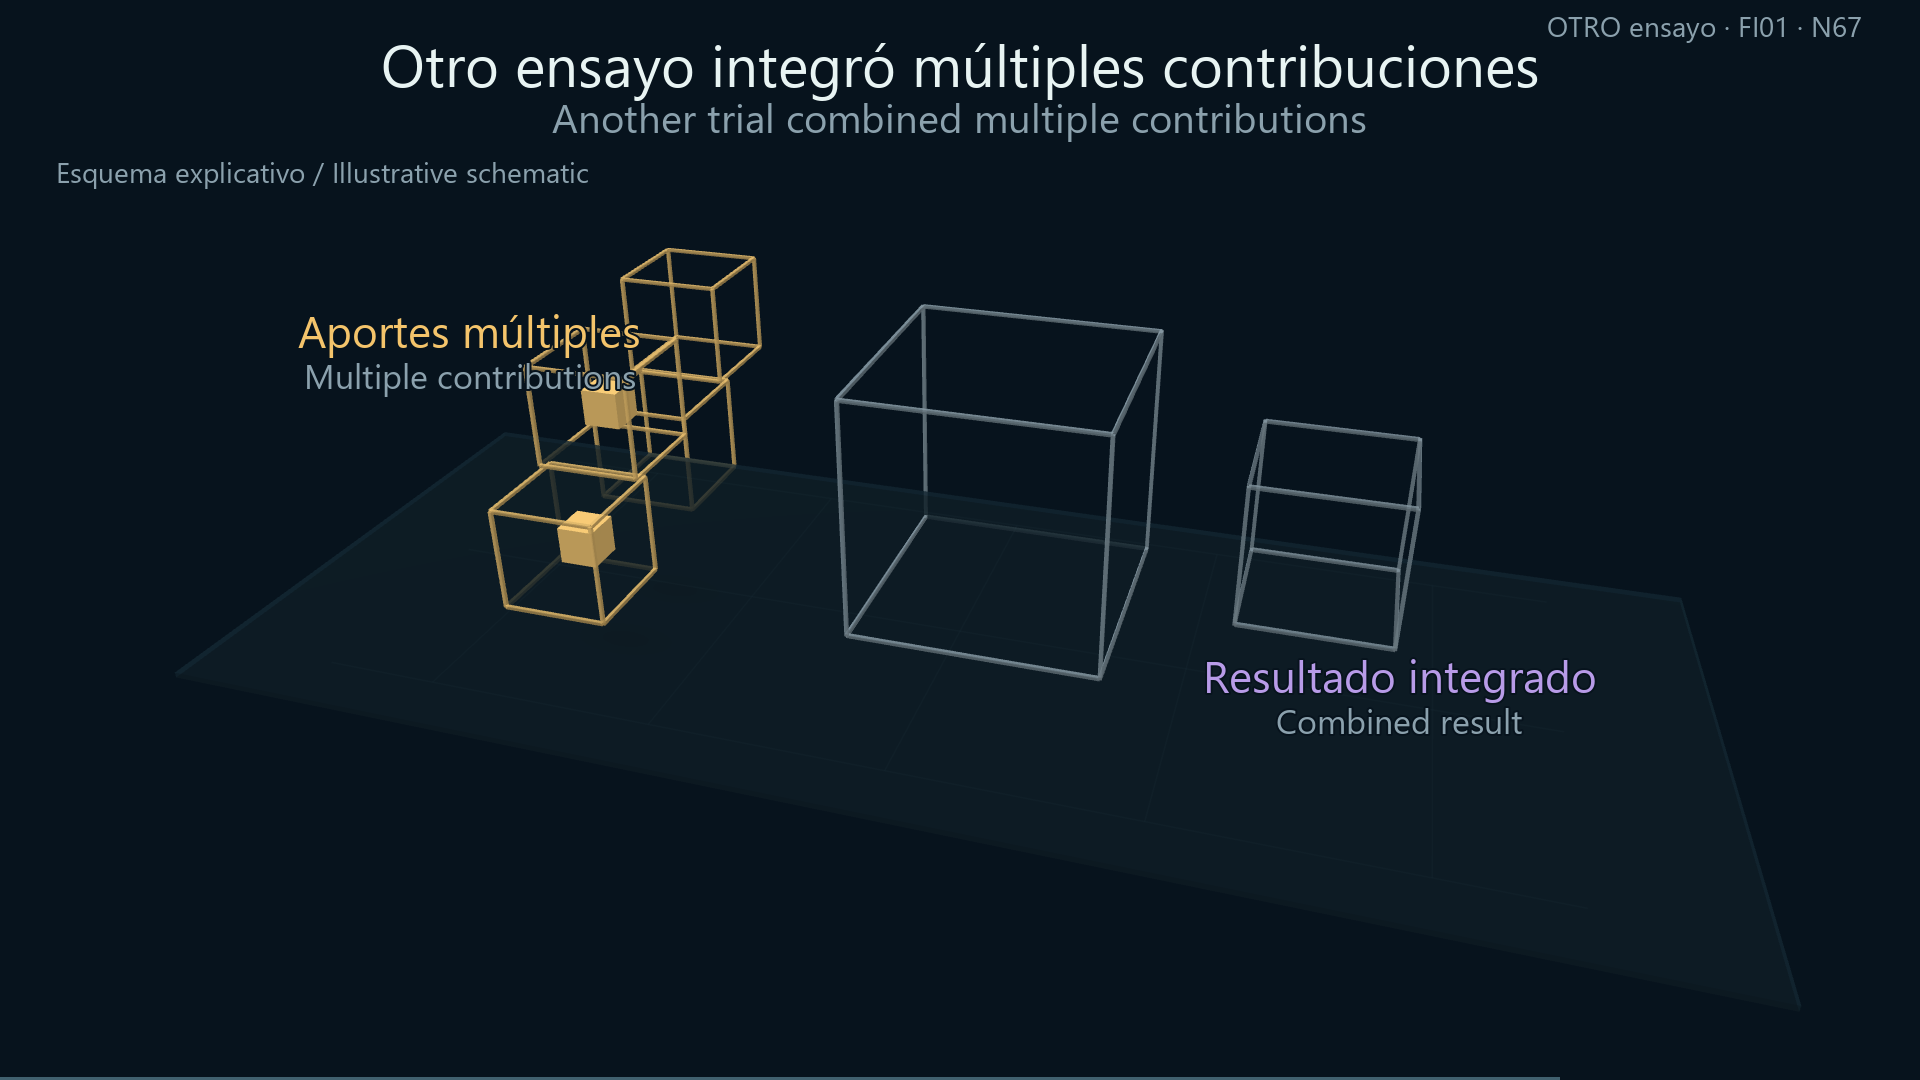 OTRO ensayo · FI01 · N67
Otro ensayo integró múltiples contribuciones
Another trial combined multiple contributions
Esquema explicativo / Illustrative schematic
Aportes múltiples
Multiple contributions
Resultado integrado
Combined result